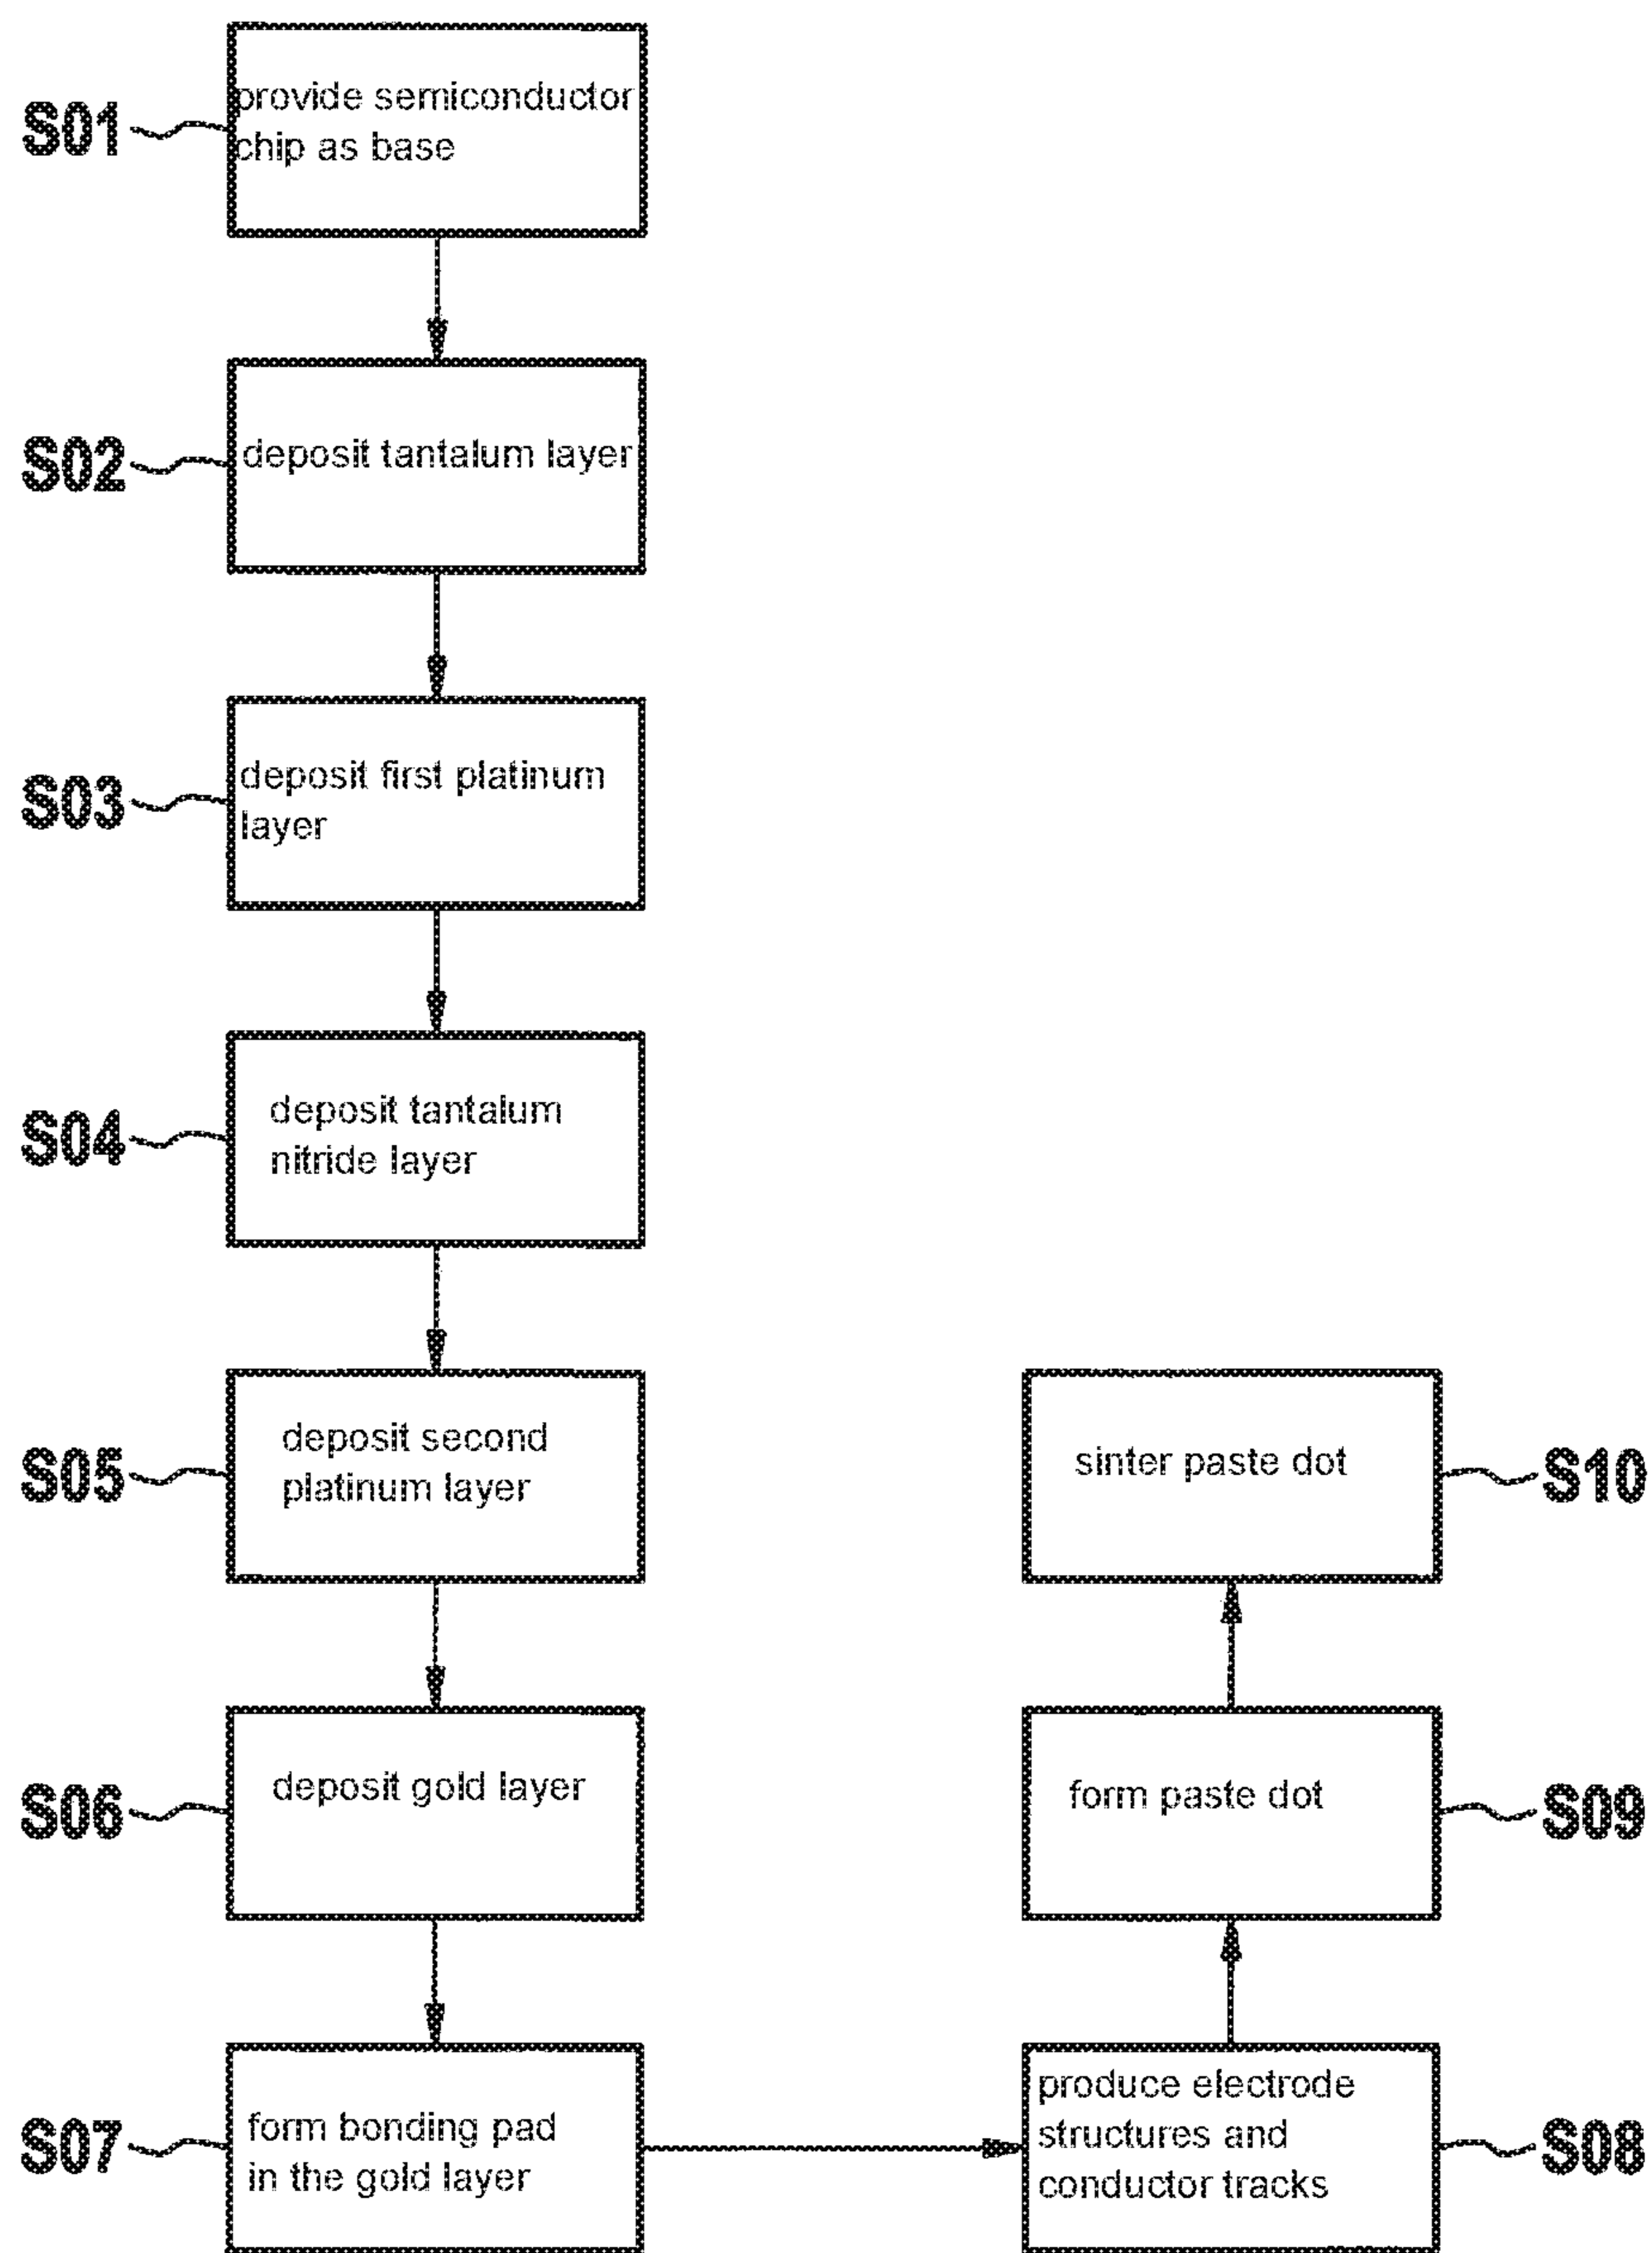 S01
provide semiconductor
chip as base
S02
deposit tantalum layer
S03
deposit first platinum
layer
S04
deposit tantalum
nitride layer
S05
deposit second
platinum layer
S06
deposit gold layer
S07
form bonding pad
in the gold layer
produce electrode
structures and
conductor tracks
S08
form paste dot
S09
sinter paste dot
S10